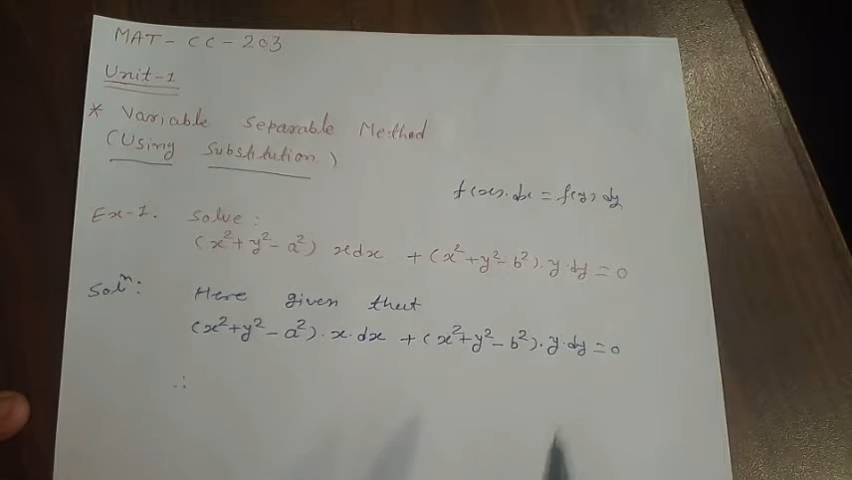 MAT - CC - 203
Unit-1
* Variable Separable Method
(Using Substitution)
f(x).dx = f(y) dy
Ex-1. Solve:
(x²+y²-a²) xdx + (x²+y²-b²).y.dy = 0
Solⁿ: Here given that
(x²+y²-a²).x.dx + (x²+y²-b²).y.dy = 0
∴